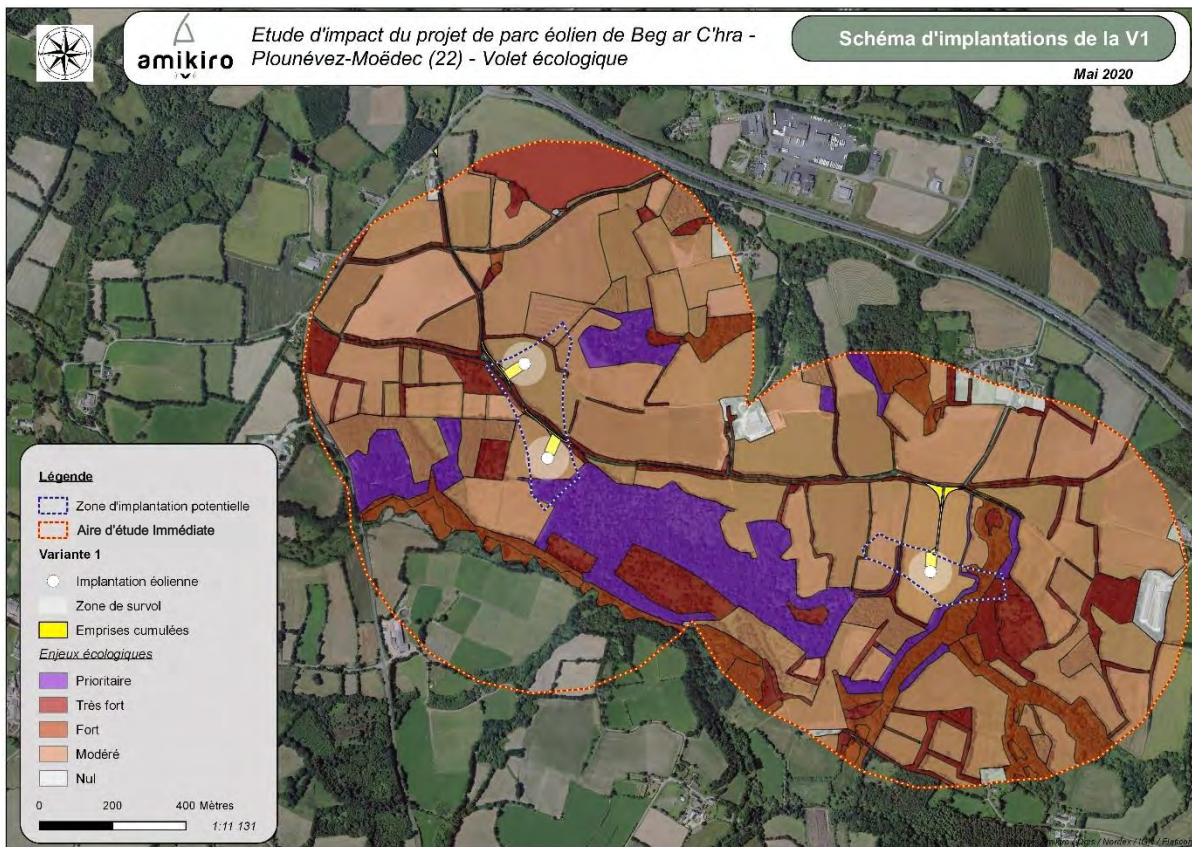 amikiro
Etude d'impact du projet de parc éolien de Beg ar C'hra -
Plounévez-Moëdec (22) - Volet écologique
Schéma d'implantations de la V1
Mai 2020
Légende
Zone d'implantation potentielle
Aire d'étude Immédiate
Variante 1
Implantation éolienne
Zone de survol
Emprises cumulées
Enjeux écologiques
Prioritaire
Très fort
Fort
Modéré
Nul
0 200 400 Mètres
1:11 131
/ Nordex / IGN /